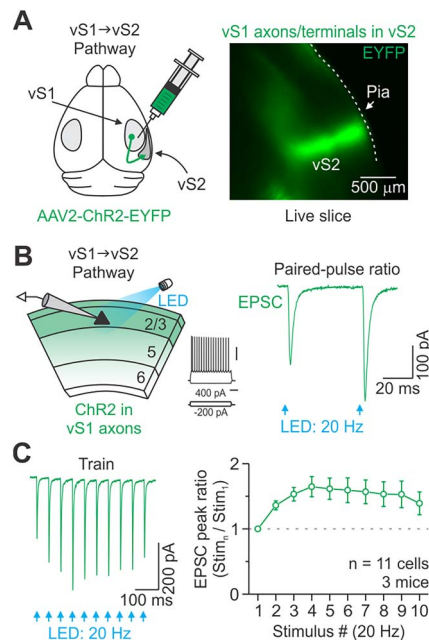 A
vS1→vS2
Pathway
vS1
vS2
AAV2-ChR2-EYFP
vS1 axons/terminals in vS2
EYFP
Pia
vS2
500 µm
Live slice
B
vS1→vS2
Pathway
LED
2/3
5
6
ChR2 in
vS1 axons
400 pA
-200 pA
Paired-pulse ratio
EPSC
100 pA
20 ms
LED: 20 Hz
C
Train
200 pA
100 ms
LED: 20 Hz
EPSC peak ratio
(Stimn / Stim1)
2
1
0
n = 11 cells
3 mice
1 2 3 4 5 6 7 8 9 10
Stimulus # (20 Hz)